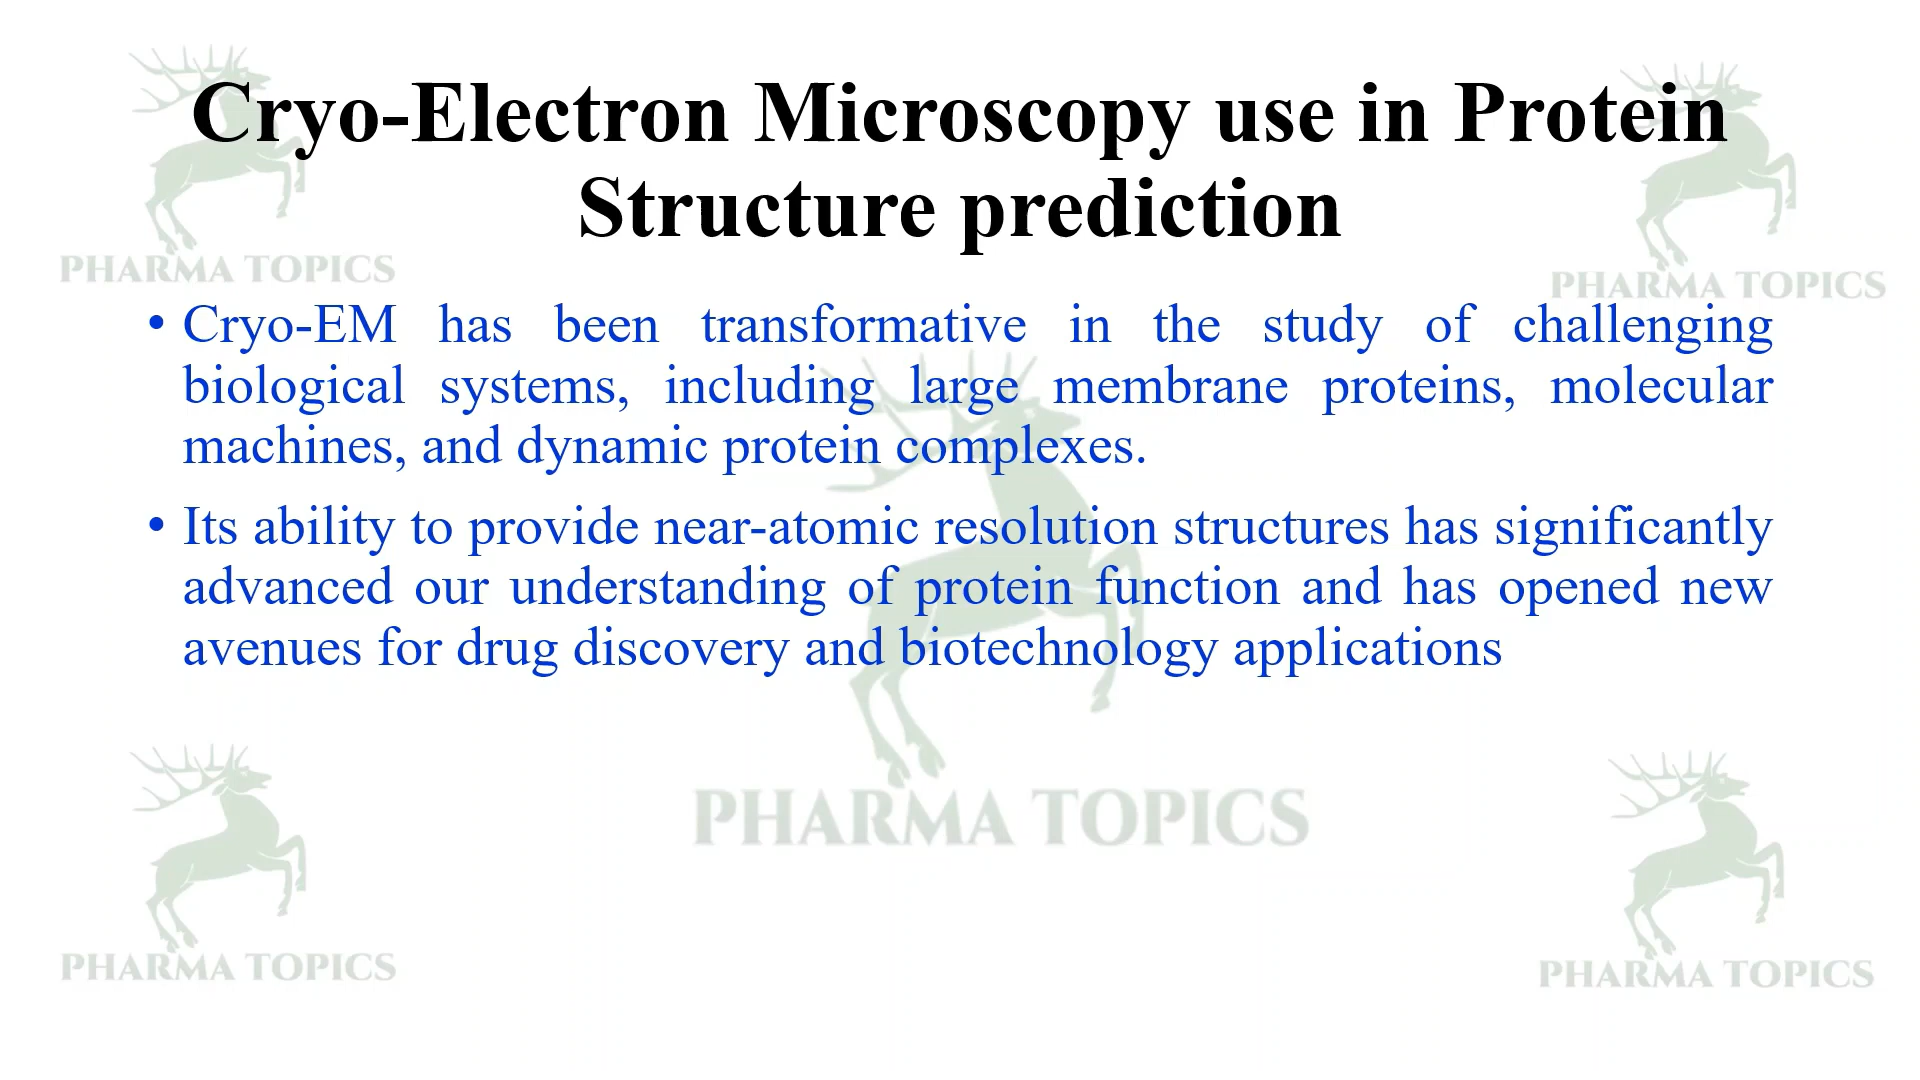 Cryo-Electron Microscopy use in Protein
Structure prediction
PHARMA TOPICS
PHARMA TOPICS
• Cryo-EM has been transformative in the study of challenging
biological systems, including large membrane proteins, molecular
machines, and dynamic protein complexes.
• Its ability to provide near-atomic resolution structures has significantly
advanced our understanding of protein function and has opened new
avenues for drug discovery and biotechnology applications
PHARMA TOPICS
PHARMA TOPICS
PHARMA TOPICS